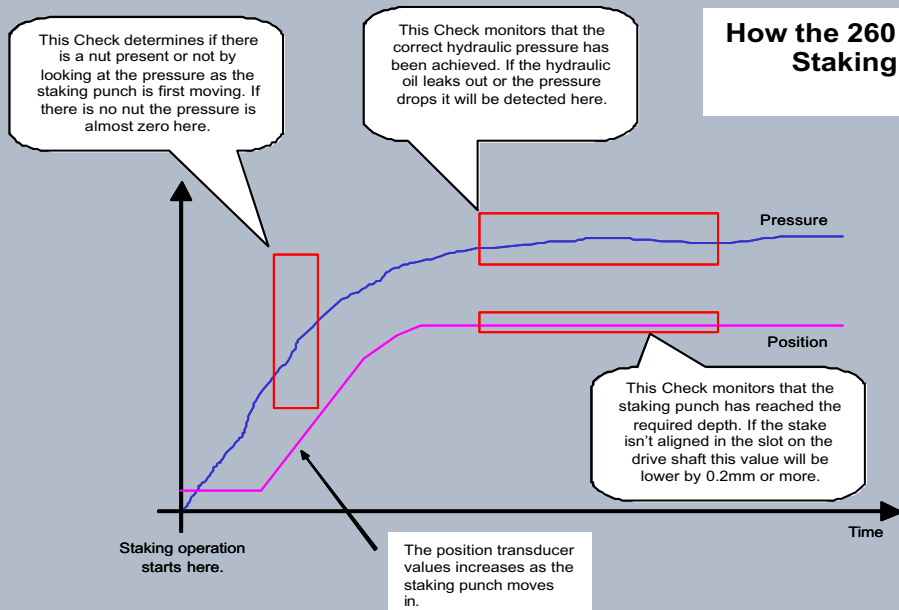 How the 260
Staking
This Check determines if there
is a nut present or not by
looking at the pressure as the
staking punch is first moving. If
there is no nut the pressure is
almost zero here.
This Check monitors that the
correct hydraulic pressure has
been achieved. If the hydraulic
oil leaks out or the pressure
drops it will be detected here.
Pressure
Position
This Check monitors that the
staking punch has reached the
required depth. If the stake
isn't aligned in the slot on the
drive shaft this value will be
lower by 0.2mm or more.
Time
Staking operation
starts here.
The position transducer
values increases as the
staking punch moves
in.